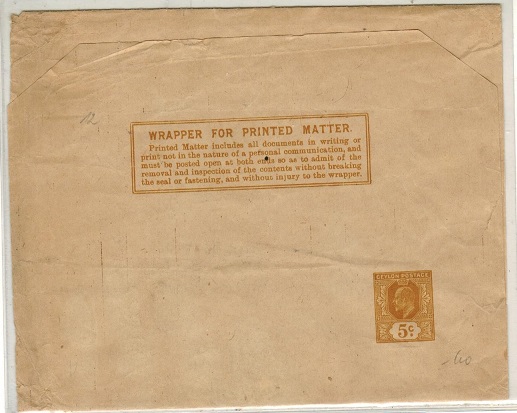 12
WRAPPER FOR PRINTED MATTER.
Printed Matter includes all documents in writing or
print not in the nature of a personal communication, and
must be posted open at both ends so as to admit of the
removal and inspection of the contents without breaking
the seal or fastening, and without injury to the wrapper.
CEYLON POSTAGE
5c